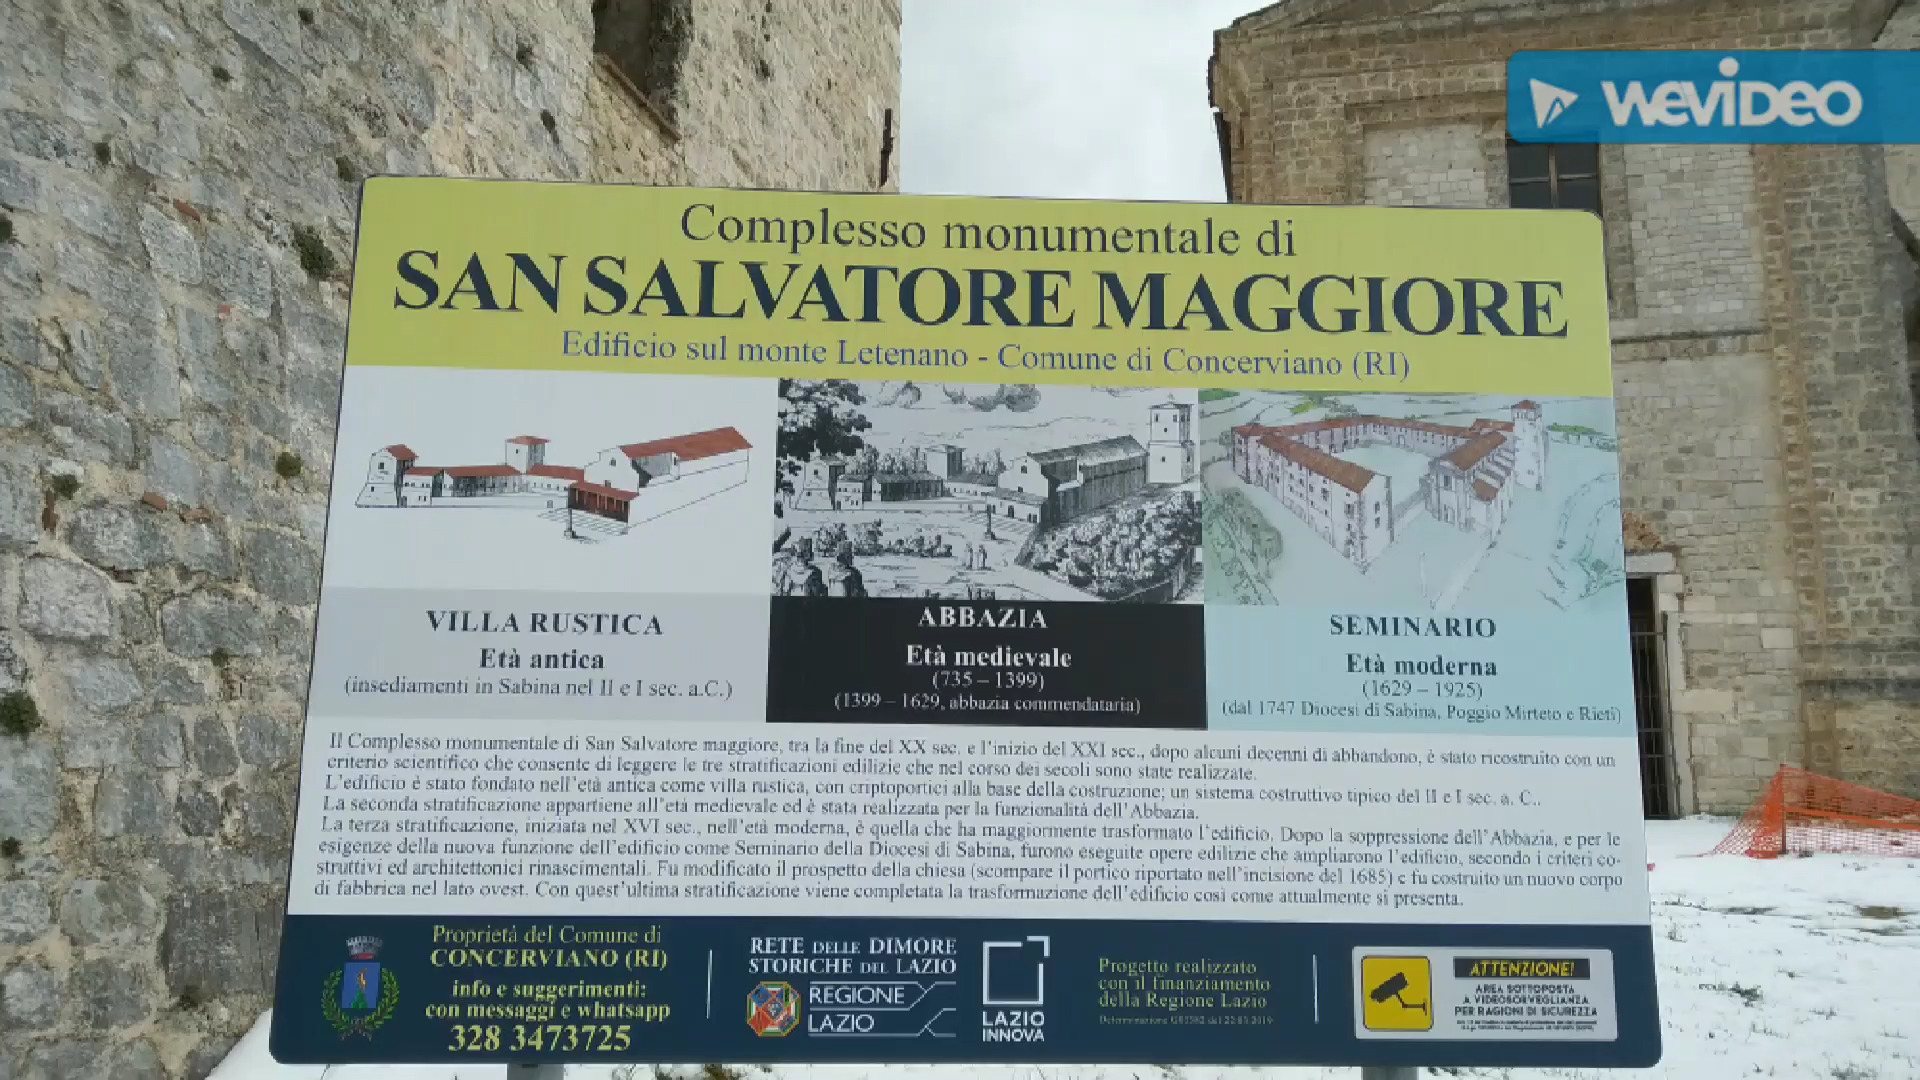 WEVIDEO
Complesso monumentale di
SAN SALVATORE MAGGIORE
Edificio sul monte Letenano - Comune di Concerviano (RI)
VILLA RUSTICA
Età antica
(insediamenti in Sabina nel II e I sec. a.C.)
ABBAZIA
Età medievale
(735 – 1399)
(1399 – 1629, abbazia commendataria)
SEMINARIO
Età moderna
(1629 – 1925)
(dal 1747 Diocesi di Sabina, Poggio Mirteto e Rieti)
Il Complesso monumentale di San Salvatore maggiore, tra la fine del XX sec. e l'inizio del XXI sec., dopo alcuni decenni di abbandono, è stato ricostruito con un
criterio scientifico che consente di leggere le tre stratificazioni edilizie che nel corso dei secoli sono state realizzate.
L'edificio è stato fondato nell'età antica come villa rustica, con criptoportici alla base della costruzione; un sistema costruttivo tipico del II e I sec. a. C..
La seconda stratificazione appartiene all'età medievale ed è stata realizzata per la funzionalità dell'Abbazia.
La terza stratificazione, iniziata nel XVI sec., nell'età moderna, è quella che ha maggiormente trasformato l'edificio. Dopo la soppressione dell'Abbazia, e per le
esigenze della nuova funzione dell'edificio come Seminario della Diocesi di Sabina, furono eseguite opere edilizie che ampliarono l'edificio, secondo i criteri co-
struttivi ed architettonici rinascimentali. Fu modificato il prospetto della chiesa (scompare il portico riportato nell'incisione del 1685) e fu costruito un nuovo corpo
di fabbrica nel lato ovest. Con quest'ultima stratificazione viene completata la trasformazione dell'edificio così come attualmente si presenta.
Proprietà del Comune di
CONCERVIANO (RI)
info e suggerimenti:
con messaggi e whatsapp
328 3473725
RETE DELLE DIMORE
STORICHE DEL LAZIO
REGIONE
LAZIO
LAZIO
INNOVA
Progetto realizzato
con il finanziamento
della Regione Lazio
ATTENZIONE!
AREA SOTTOPOSTA
A VIDEOSORVEGLIANZA
PER RAGIONI DI SICUREZZA